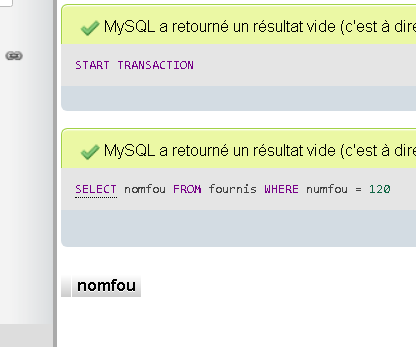 MySQL a retourné un résultat vide (c'est à dire
START TRANSACTION
MySQL a retourné un résultat vide (c'est à dire
SELECT nomfou FROM fournis WHERE numfou = 120
nomfou